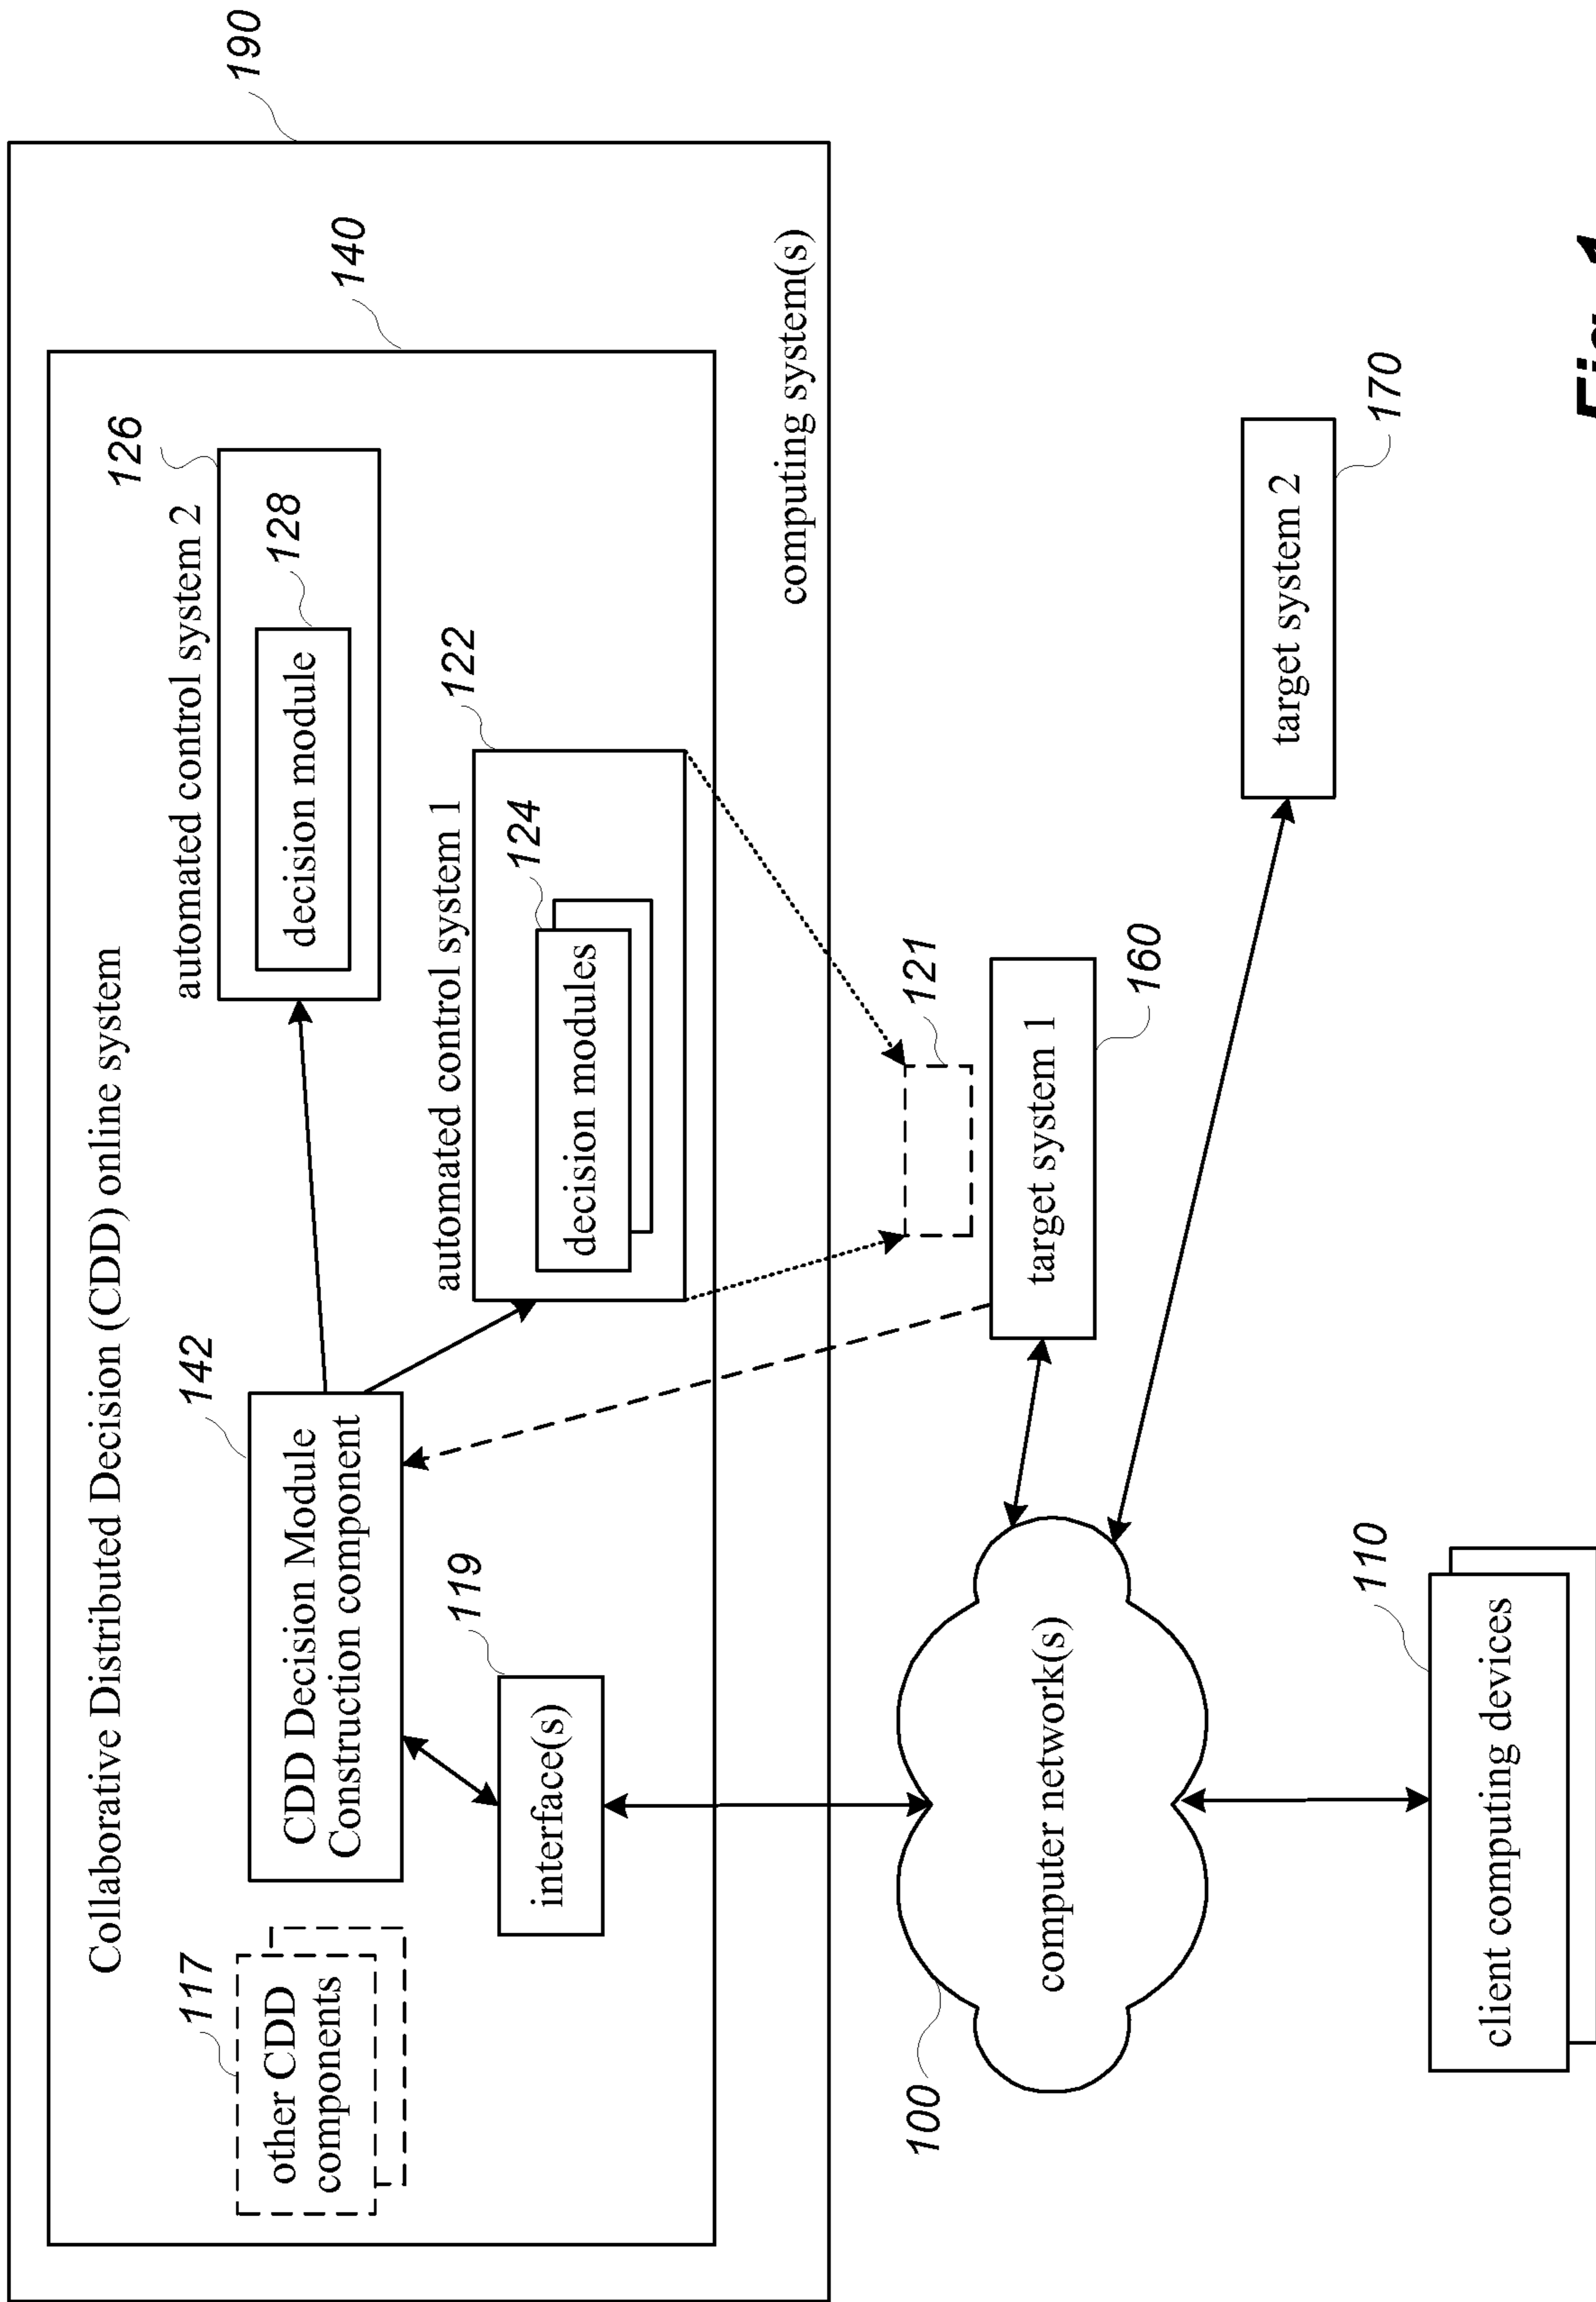 190
140
Collaborative Distributed Decision (CDD) online system
126
automated control system 2
128
decision module
117
other CDD
components
142
CDD Decision Module
Construction component
122
automated control system 1
124
decision modules
119
interface(s)
computing system(s)
121
100
computer network(s)
target system 1
160
target system 2
170
110
client computing devices